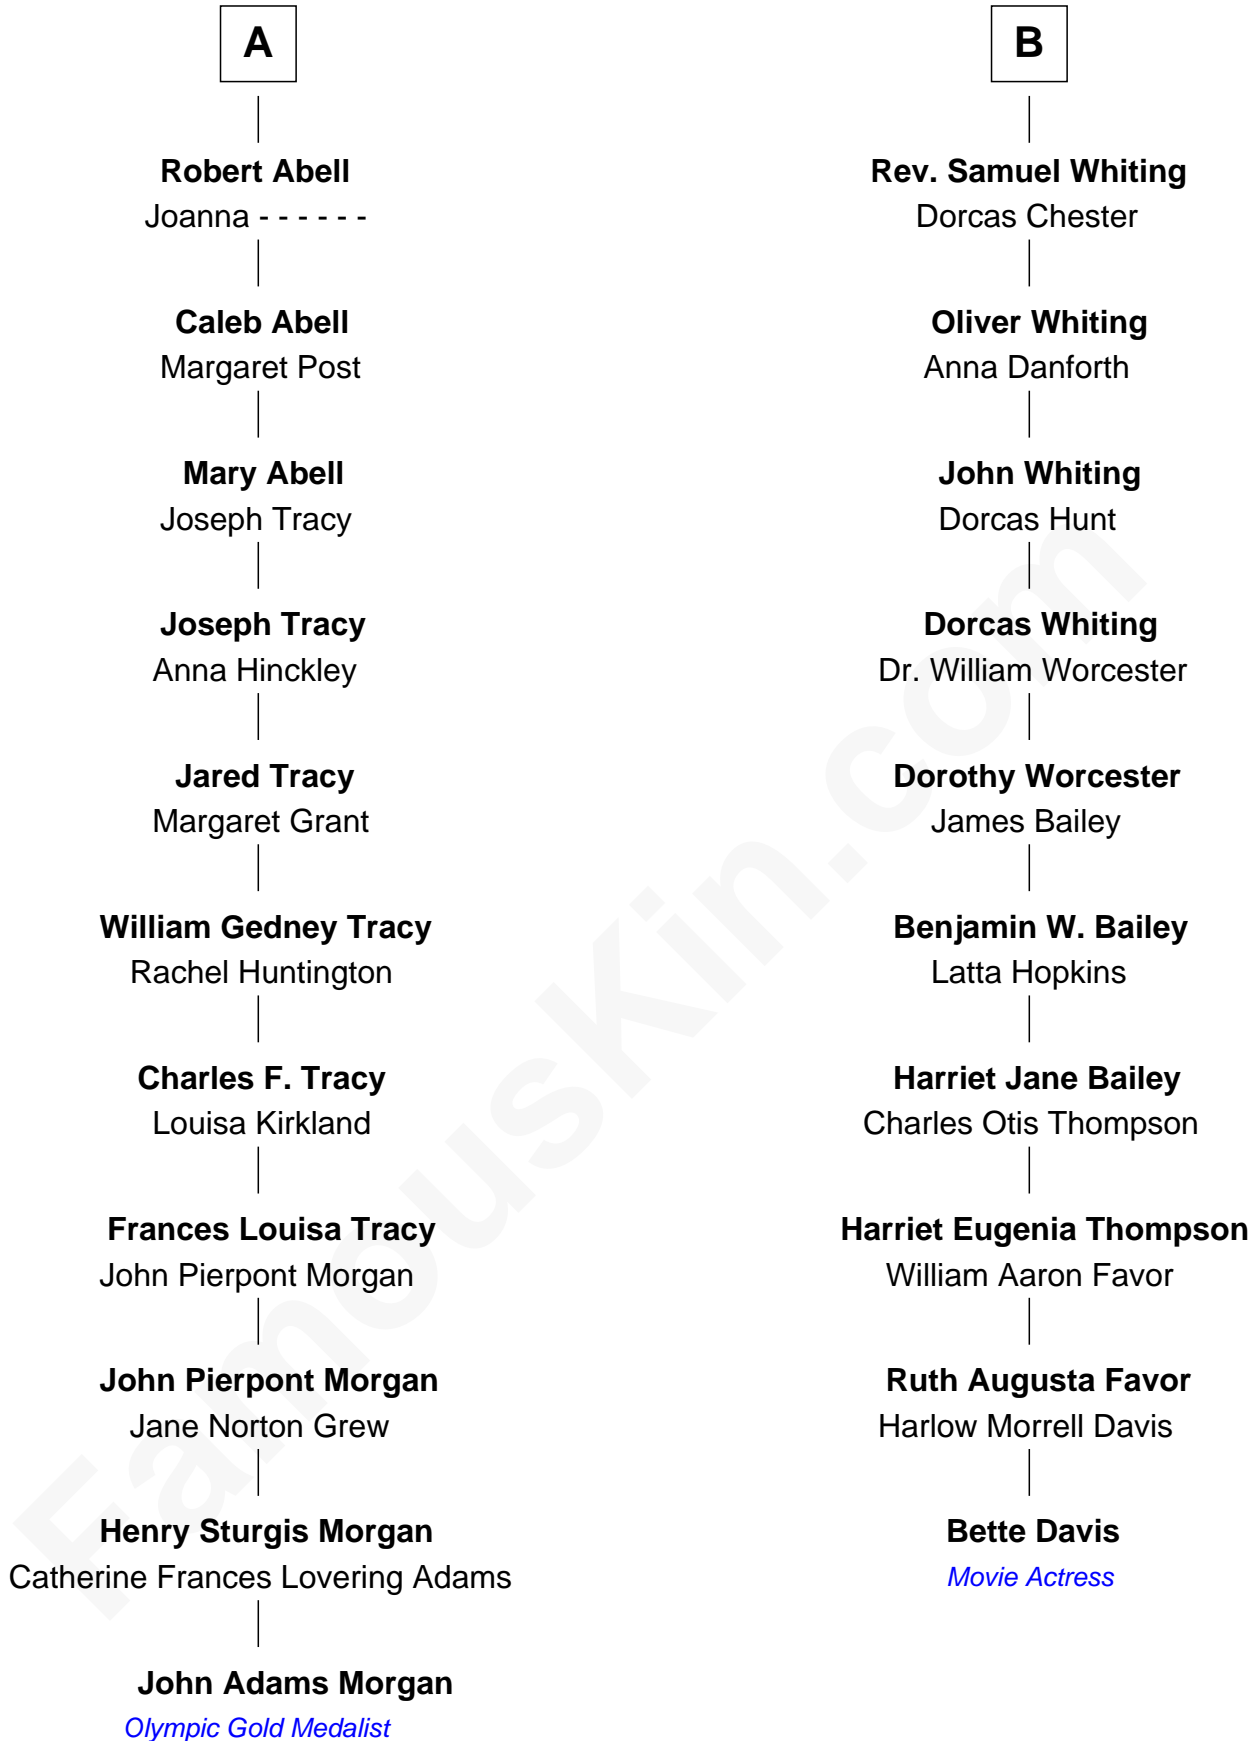 A
Robert Abell
Joanna - - - - - -
Caleb Abell
Margaret Post
Mary Abell
Joseph Tracy
Joseph Tracy
Anna Hinckley
Jared Tracy
Margaret Grant
William Gedney Tracy
Rachel Huntington
Charles F. Tracy
Louisa Kirkland
Frances Louisa Tracy
John Pierpont Morgan
John Pierpont Morgan
Jane Norton Grew
Henry Sturgis Morgan
Catherine Frances Lovering Adams
John Adams Morgan
Olympic Gold Medalist
B
Rev. Samuel Whiting
Dorcas Chester
Oliver Whiting
Anna Danforth
John Whiting
Dorcas Hunt
Dorcas Whiting
Dr. William Worcester
Dorothy Worcester
James Bailey
Benjamin W. Bailey
Latta Hopkins
Harriet Jane Bailey
Charles Otis Thompson
Harriet Eugenia Thompson
William Aaron Favor
Ruth Augusta Favor
Harlow Morrell Davis
Bette Davis
Movie Actress
FamousKin.com